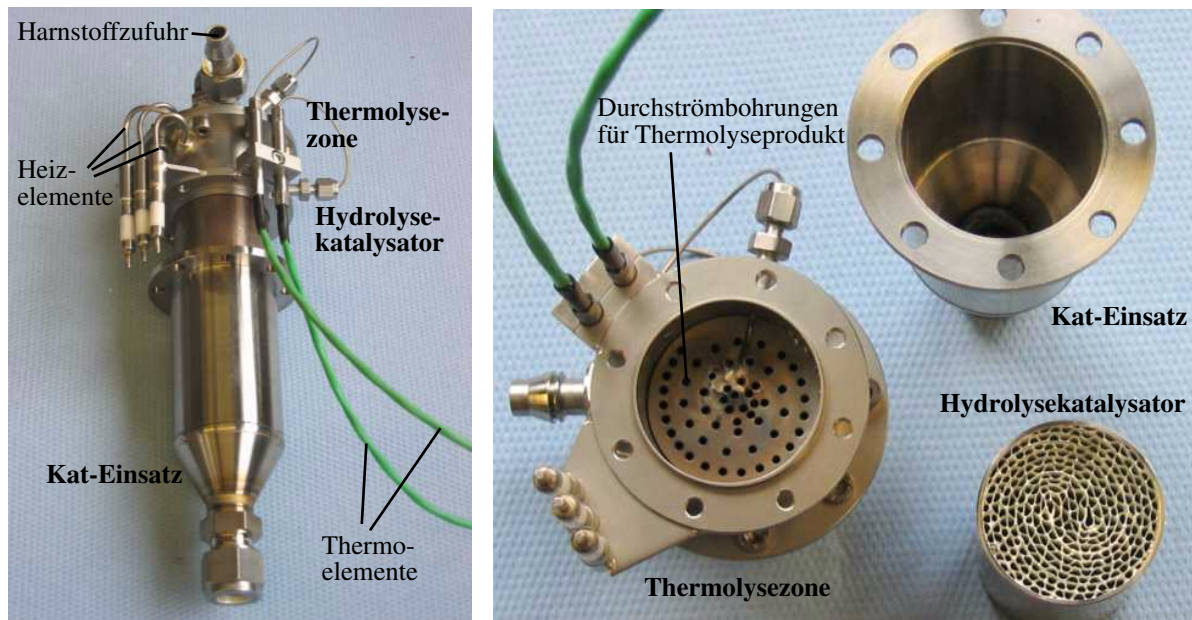 Harnstoffzufuhr
Thermolyse-
zone
Heiz-
elemente
Hydrolyse-
katalysator
Kat-Einsatz
Thermo-
elemente
Durchströmbohrungen
für Thermolyseprodukt
Kat-Einsatz
Hydrolysekatalysator
Thermolysezone